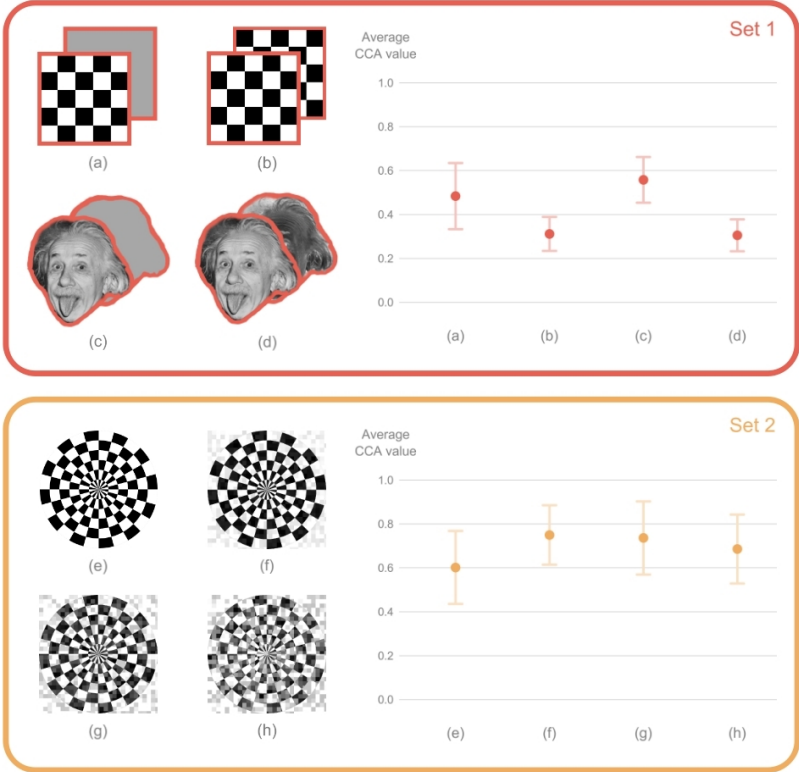 Set 1
Average
CCA value
1.0
0.8
0.6
0.4
0.2
0.0
(a) (b) (c) (d)
(a) (b)
(c) (d)
Set 2
Average
CCA value
1.0
0.8
0.6
0.4
0.2
0.0
(e) (f) (g) (h)
(e) (f)
(g) (h)